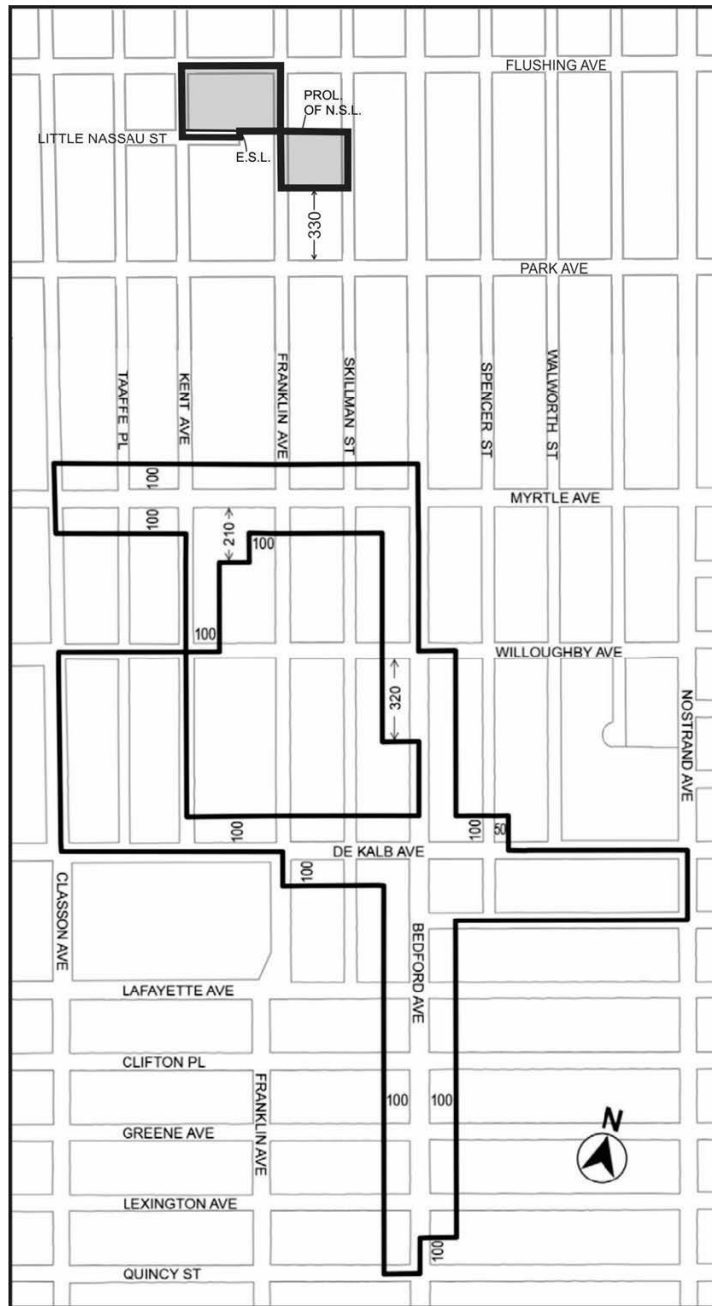 FLUSHING AVE
PROL.
OF N.S.L.
LITTLE NASSAU ST
E.S.L.
330
PARK AVE
TAAFFE PL
KENT AVE
FRANKLIN AVE
SKILLMAN ST
SPENCER ST
WALWORTH ST
100
MYRTLE AVE
100
210
100
100
WILLOUGHBY AVE
320
NOSTRAND AVE
100
100
50
DE KALB AVE
100
CLASSON AVE
BEDFORD AVE
LAFAYETTE AVE
CLIFTON PL
FRANKLIN AVE
100
100
N
GREENE AVE
LEXINGTON AVE
100
QUINCY ST